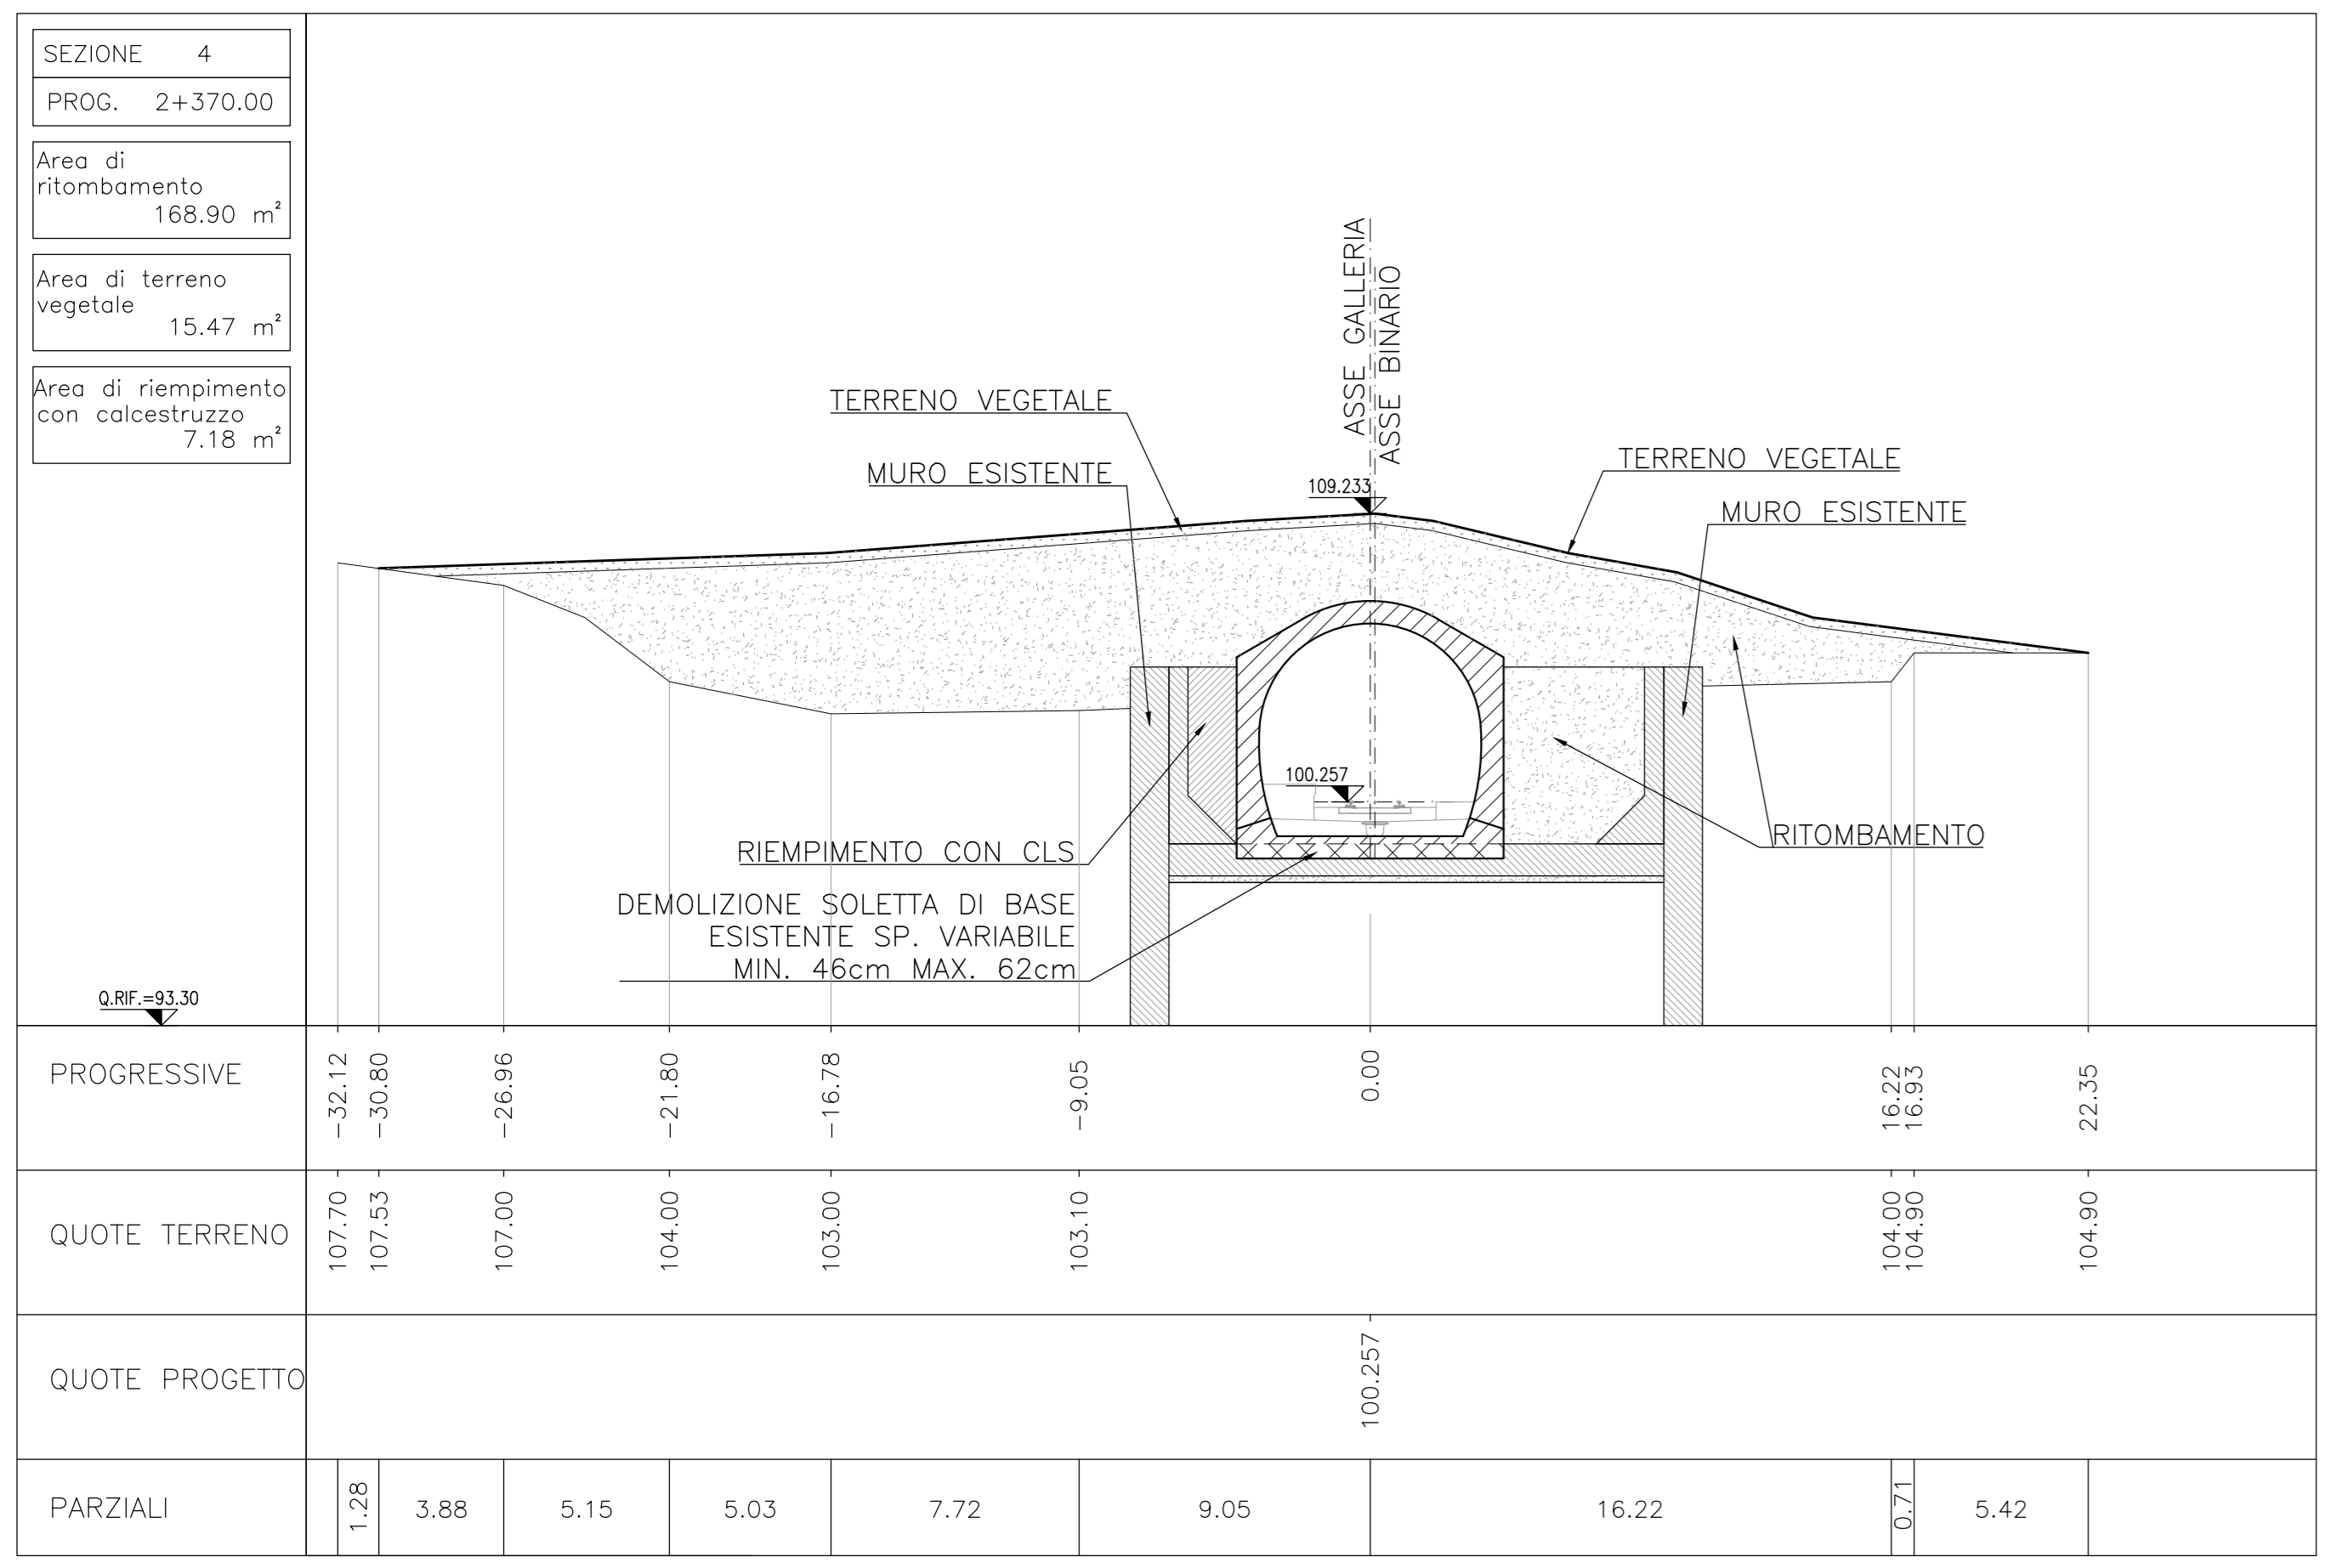 SEZIONE 4
PROG. 2+370.00
Area di
ritombamento
168.90 m²
Area di terreno
vegetale
15.47 m²
Area di riempimento
con calcestruzzo
7.18 m²
ASSE GALLERIA
ASSE BINARIO
TERRENO VEGETALE
MURO ESISTENTE
109.233
TERRENO VEGETALE
MURO ESISTENTE
100.257
RIEMPIMENTO CON CLS
RITOMBAMENTO
DEMOLIZIONE SOLETTA DI BASE
ESISTENTE SP. VARIABILE
MIN. 46cm MAX. 62cm
Q.RIF.=93.30
PROGRESSIVE -32.12 -30.80 -26.96 -21.80 -16.78 -9.05 0.00 16.22 16.93 22.35
QUOTE TERRENO 107.70 107.53 107.00 104.00 103.00 103.10 104.00 104.90 104.90
QUOTE PROGETTO 100.257
PARZIALI 1.28 3.88 5.15 5.03 7.72 9.05 16.22 0.71 5.42